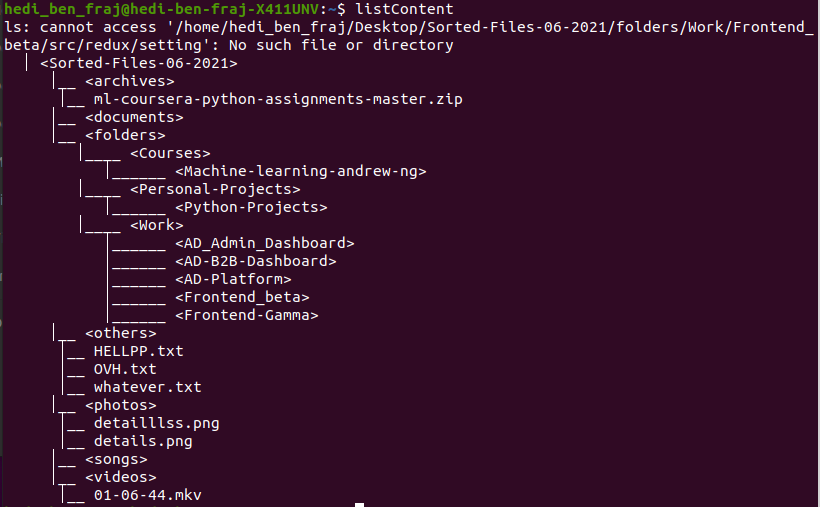 hedi_ben_fraj@hedi-ben-fraj-X411UNV:~$ listContent
ls: cannot access '/home/hedi_ben_fraj/Desktop/Sorted-Files-06-2021/folders/Work/Frontend_
beta/src/redux/setting': No such file or directory
| <Sorted-Files-06-2021>
|__ <archives>
|__ ml-coursera-python-assignments-master.zip
|__ <documents>
|__ <folders>
|____ <Courses>
|______ <Machine-learning-andrew-ng>
|____ <Personal-Projects>
|______ <Python-Projects>
|____ <Work>
|______ <AD_Admin_Dashboard>
|______ <AD-B2B-Dashboard>
|______ <AD-Platform>
|______ <Frontend_beta>
|______ <Frontend-Gamma>
|__ <others>
|__ HELLPP.txt
|__ OVH.txt
|__ whatever.txt
|__ <photos>
|__ detailllss.png
|__ details.png
|__ <songs>
|__ <videos>
|__ 01-06-44.mkv